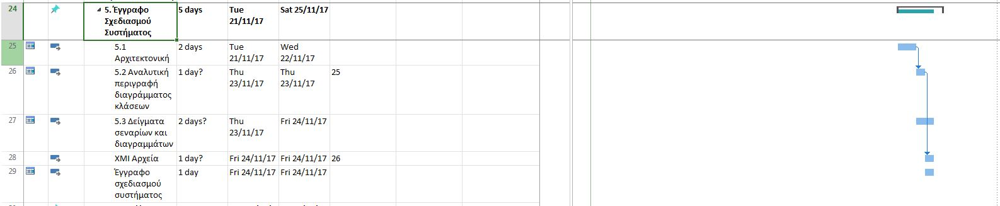 24 5. Έγγραφο 5 days Tue Sat 25/11/17
Σχεδιασμού 21/11/17
Συστήματος
25 5.1 2 days Tue Wed
Αρχιτεκτονική 21/11/17 22/11/17
26 5.2 Αναλυτική 1 day? Thu Thu 25
περιγραφή 23/11/17 23/11/17
διαγράμματος
κλάσεων
27 5.3 Δείγματα 2 days? Thu Fri 24/11/17
σεναρίων και 23/11/17
διαγραμμάτων
28 XMI Αρχεία 1 day? Fri 24/11/17 Fri 24/11/17 26
29 Έγγραφο 1 day Fri 24/11/17 Fri 24/11/17
σχεδιασμού
συστήματος